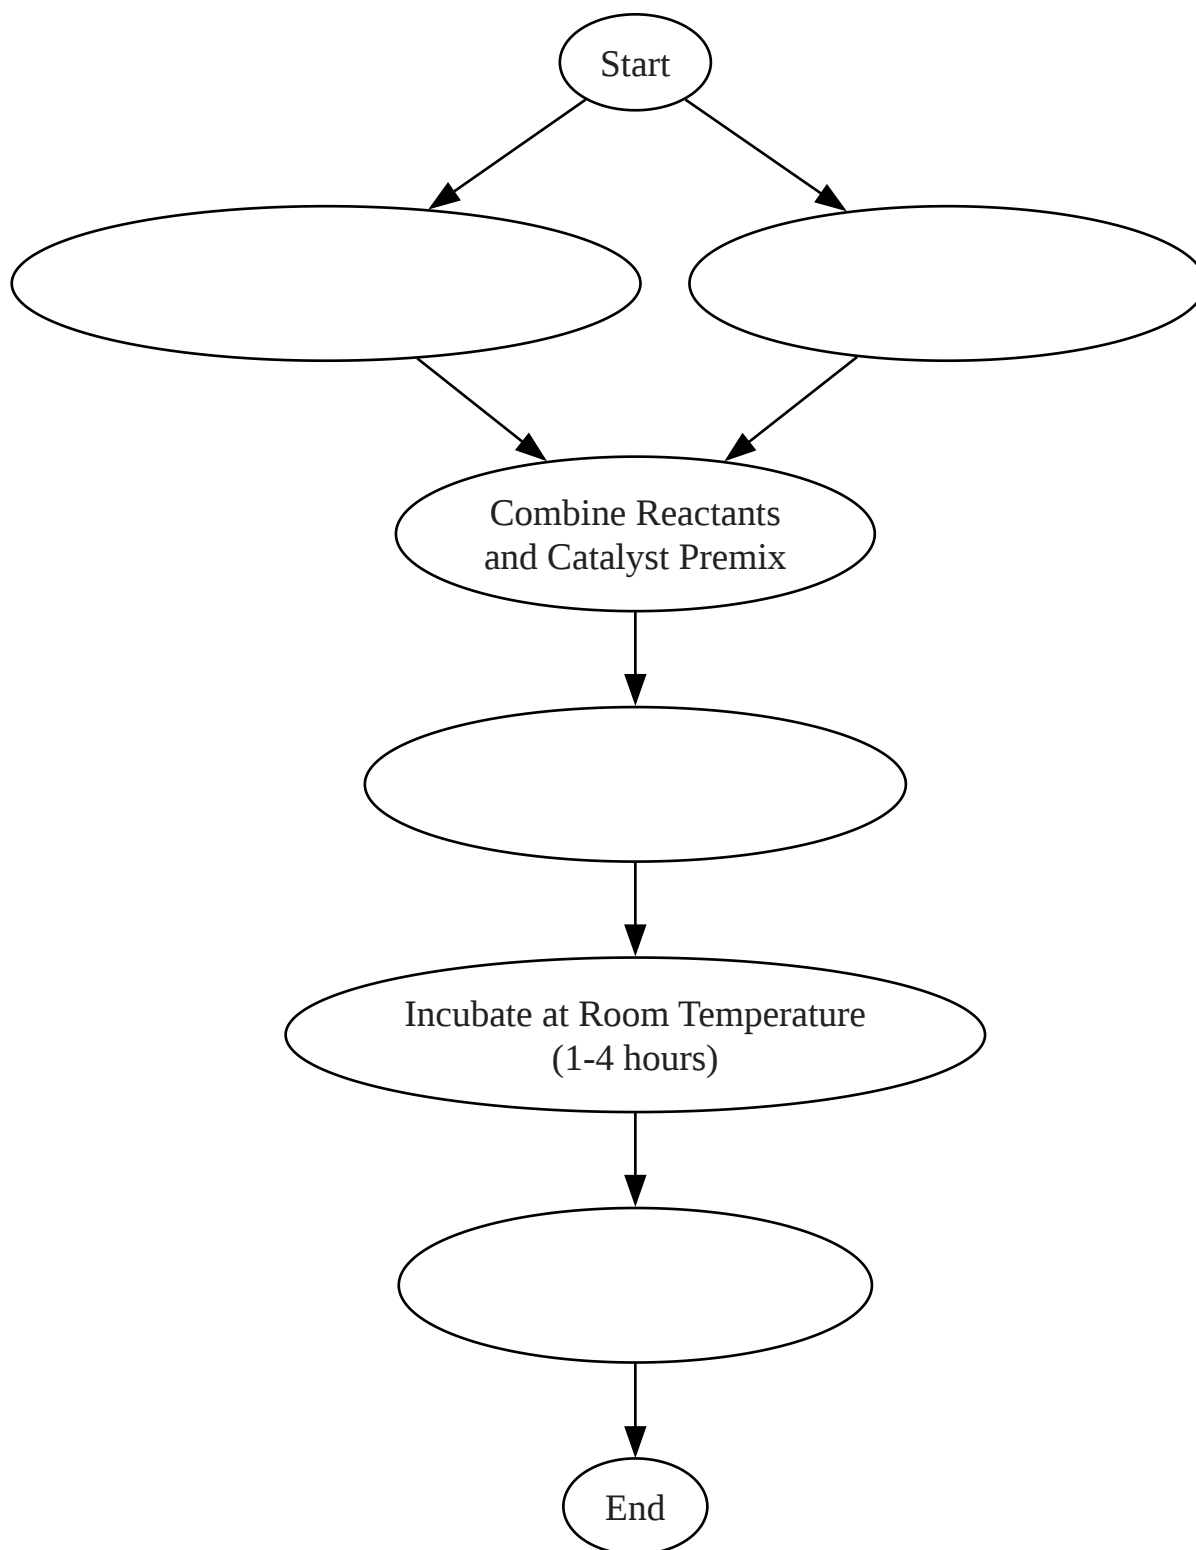 Start
Combine Reactants
and Catalyst Premix
Incubate at Room Temperature
(1-4 hours)
End